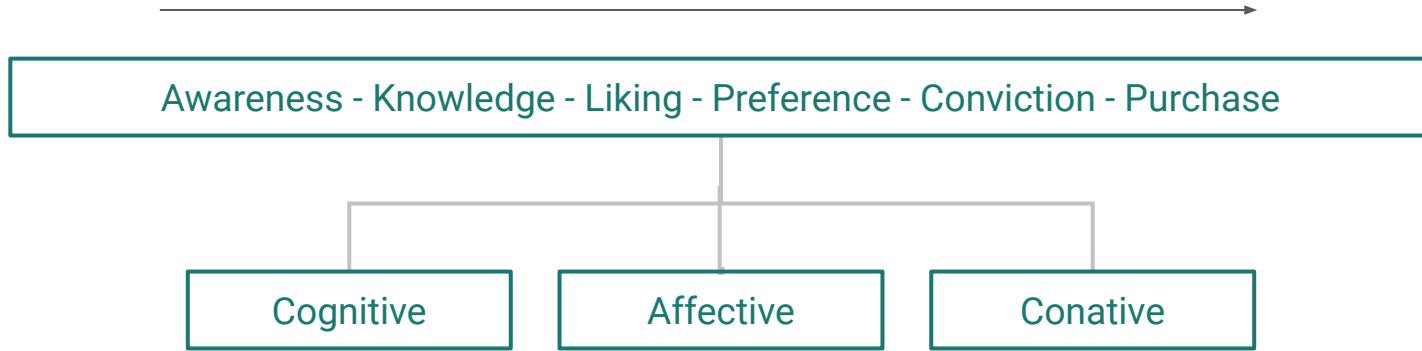 Awareness - Knowledge - Liking - Preference - Conviction - Purchase
Cognitive
Affective
Conative